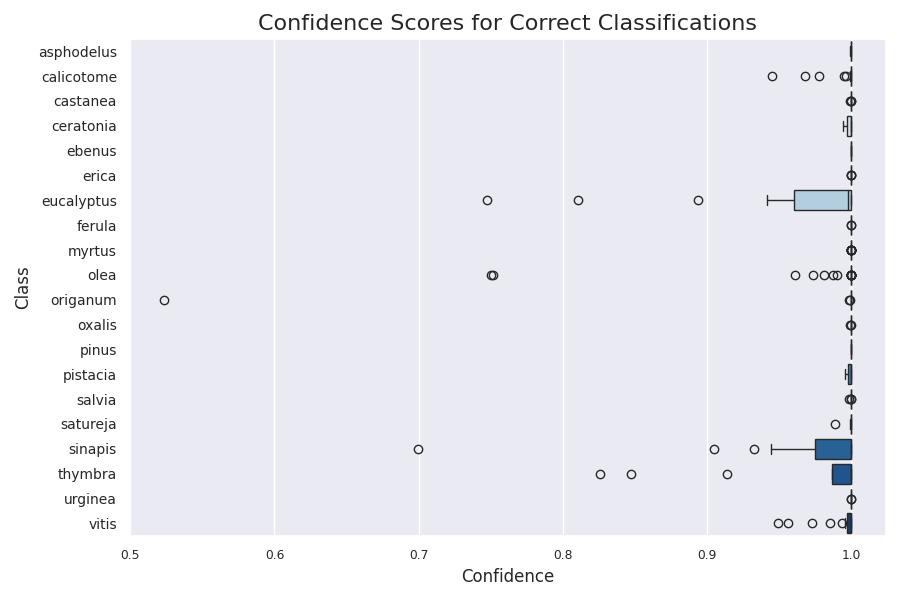 Confidence Scores for Correct Classifications
asphodelus
calicotome
castanea
ceratonia
ebenus
erica
eucalyptus
ferula
myrtus
olea
origanum
oxalis
pinus
pistacia
salvia
satureja
sinapis
thymbra
urginea
vitis
Class
0.5 0.6 0.7 0.8 0.9 1.0
Confidence